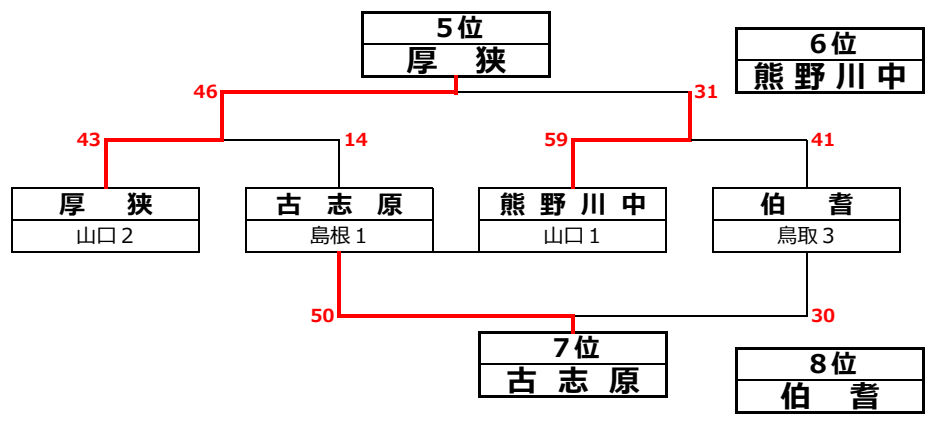 5位
厚 狭
6位
熊野川中
46
31
43
14
59
41
厚 狭
古 志 原
熊 野 川 中
伯 耆
山口2
島根1
山口1
鳥取3
50
30
7位
古 志 原
8位
伯 耆